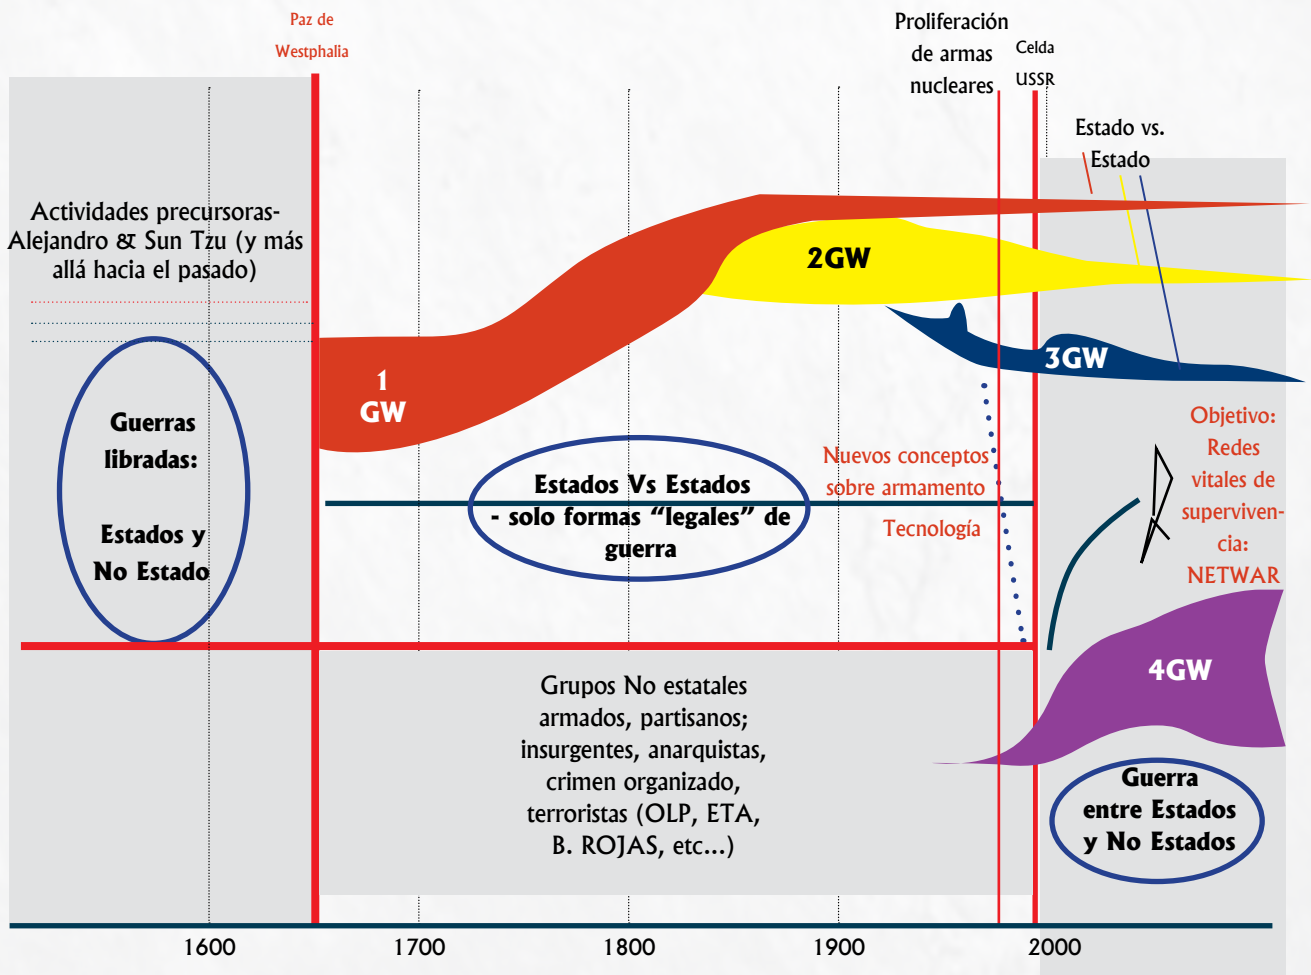 Paz de
Westphalia
Proliferación
de armas
nucleares
Celda
USSR
Estado vs.
Estado
Actividades precursoras-
Alejandro & Sun Tzu (y más
allá hacia el pasado)
2GW
3GW
1
GW
Guerras
libradas:
Estados y
No Estado
Estados Vs Estados
- solo formas “legales” de
guerra
Nuevos conceptos
sobre armamento
Tecnología
Objetivo:
Redes
vitales de
superviven-
cia:
NETWAR
4GW
Grupos No estatales
armados, partisanos;
insurgentes, anarquistas,
crimen organizado,
terroristas (OLP, ETA,
B. ROJAS, etc...)
Guerra
entre Estados
y No Estados
1600
1700
1800
1900
2000